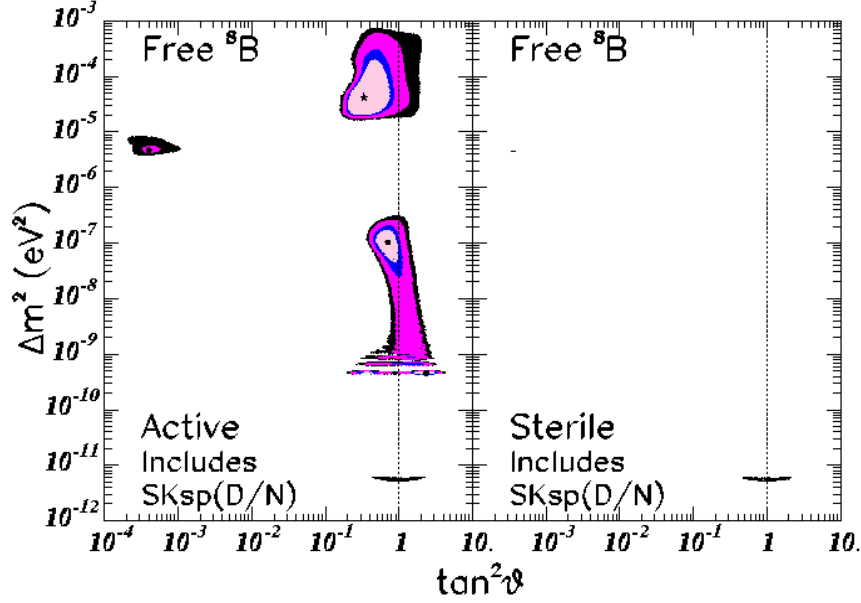 Free ⁸B
Free ⁸B
10⁻³
10⁻⁴
10⁻⁵
10⁻⁶
10⁻⁷
10⁻⁸
10⁻⁹
10⁻¹⁰
10⁻¹¹
10⁻¹²
Δm² (eV²)
Active
Includes
SKsp(D/N)
Sterile
Includes
SKsp(D/N)
10⁻⁴ 10⁻³ 10⁻² 10⁻¹ 1 10. 10⁻³ 10⁻² 10⁻¹ 1 10.
tan²ϑ